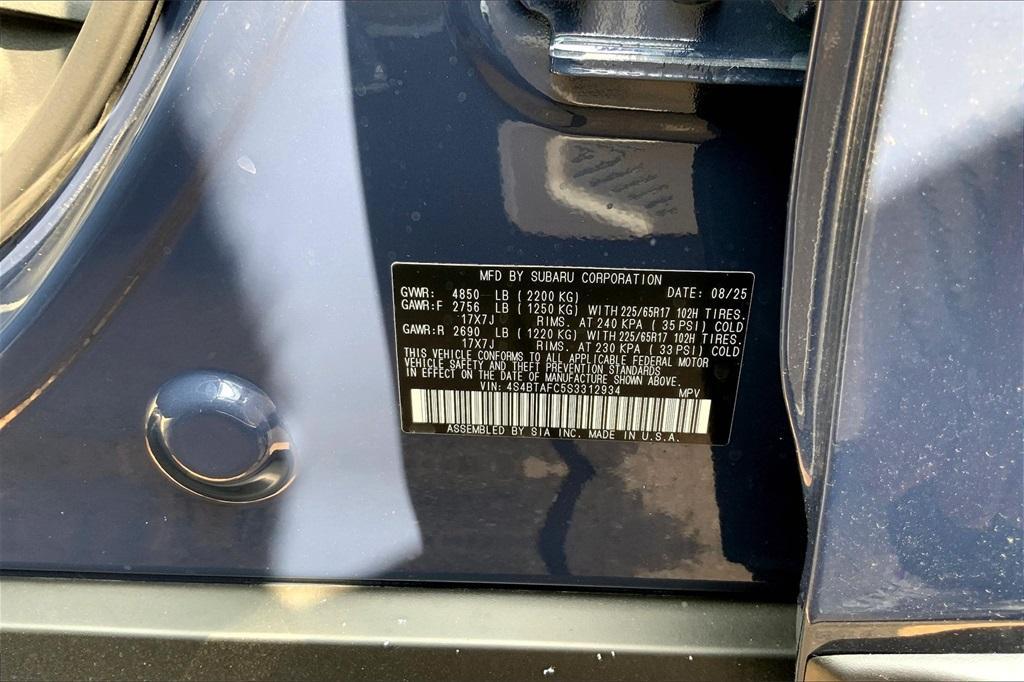 MFD BY SUBARU CORPORATION
GVWR: 4850 LB ( 2200 KG) DATE: 08/25
GAWR:F 2756 LB ( 1250 KG) WITH 225/65R17 102H TIRES.
17X7J RIMS. AT 240 KPA ( 35 PSI) COLD
GAWR:R 2690 LB ( 1220 KG) WITH 225/65R17 102H TIRES.
17X7J RIMS. AT 230 KPA ( 33 PSI) COLD
THIS VEHICLE CONFORMS TO ALL APPLICABLE FEDERAL MOTOR
VEHICLE SAFETY AND THEFT PREVENTION STANDARDS
IN EFFECT ON THE DATE OF MANUFACTURE SHOWN ABOVE.
VIN: 4S4BTAFC5S3312934 MPV
ASSEMBLED BY SIA INC. MADE IN U.S.A.